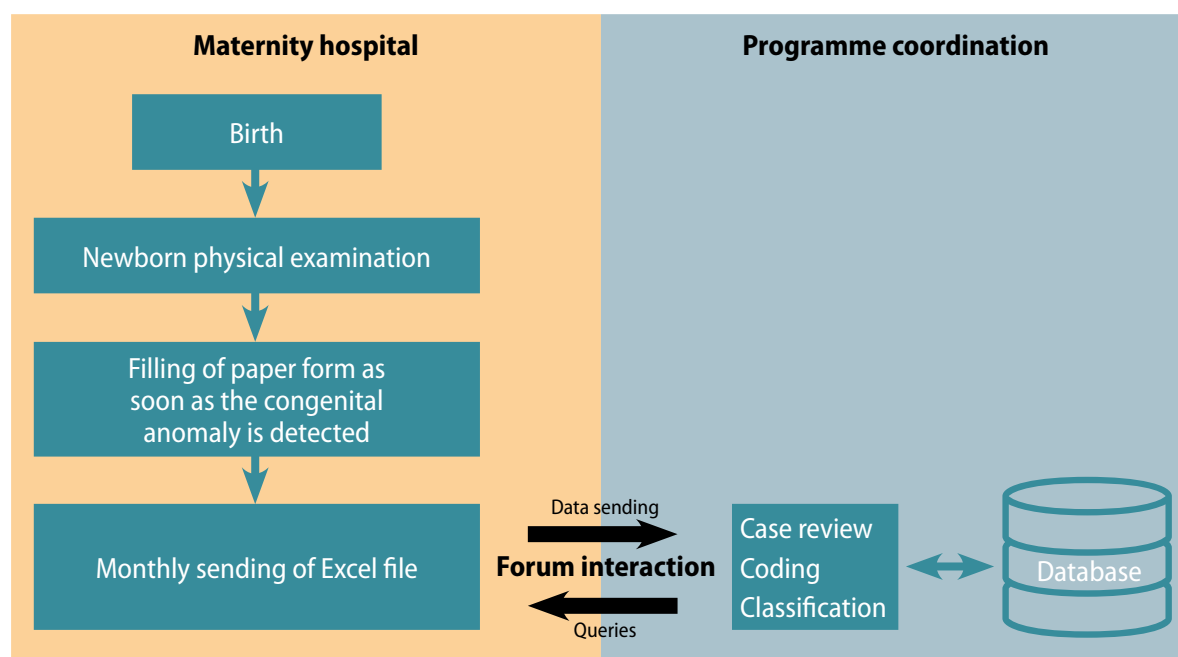 Maternity hospital
Programme coordination
Birth
Newborn physical examination
Filling of paper form as
soon as the congenital
anomaly is detected
Monthly sending of Excel file
Data sending
Forum interaction
Queries
Case review
Coding
Classification
Database